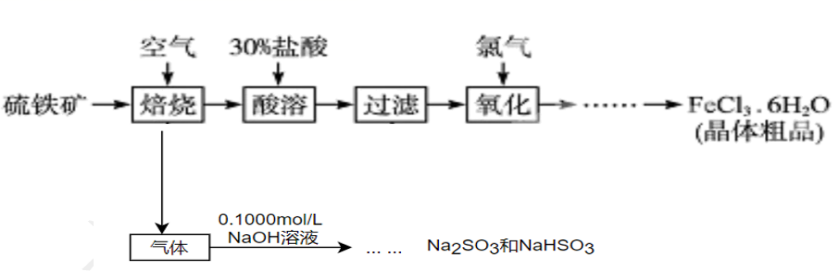 空气 30%盐酸 氯气
硫铁矿 焙烧 酸溶 过滤 氧化 …… FeCl₃.6H₂O
(晶体粗品)
0.1000mol/L
气体 NaOH溶液 ... ... Na₂SO₃和NaHSO₃